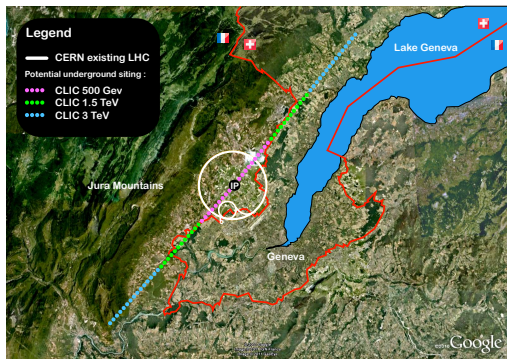 Legend
CERN existing LHC
Potential underground siting :
CLIC 500 Gev
CLIC 1.5 TeV
CLIC 3 TeV
Lake Geneva
Jura Mountains
IP
Geneva
Google